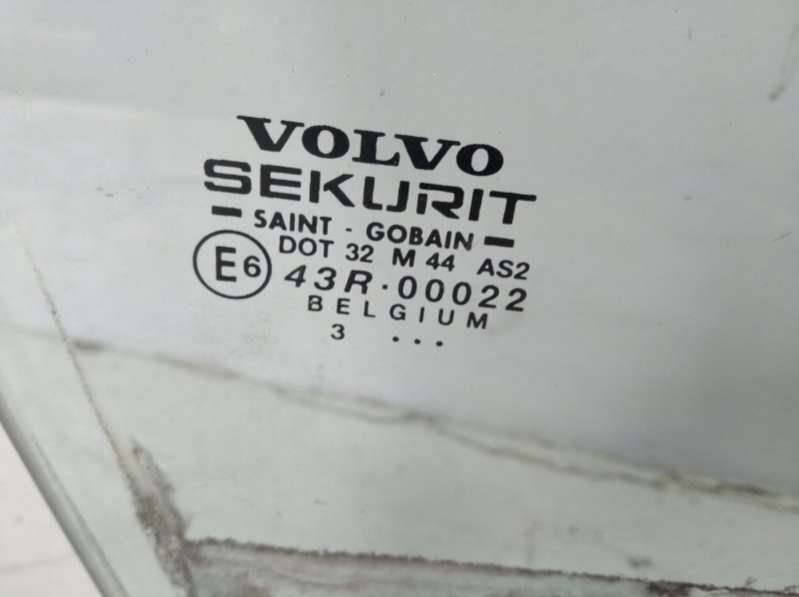 VOLVO
SEKURIT
- SAINT - GOBAIN -
DOT 32 M 44 AS2
E6 43R·00022
BELGIUM
3 ...